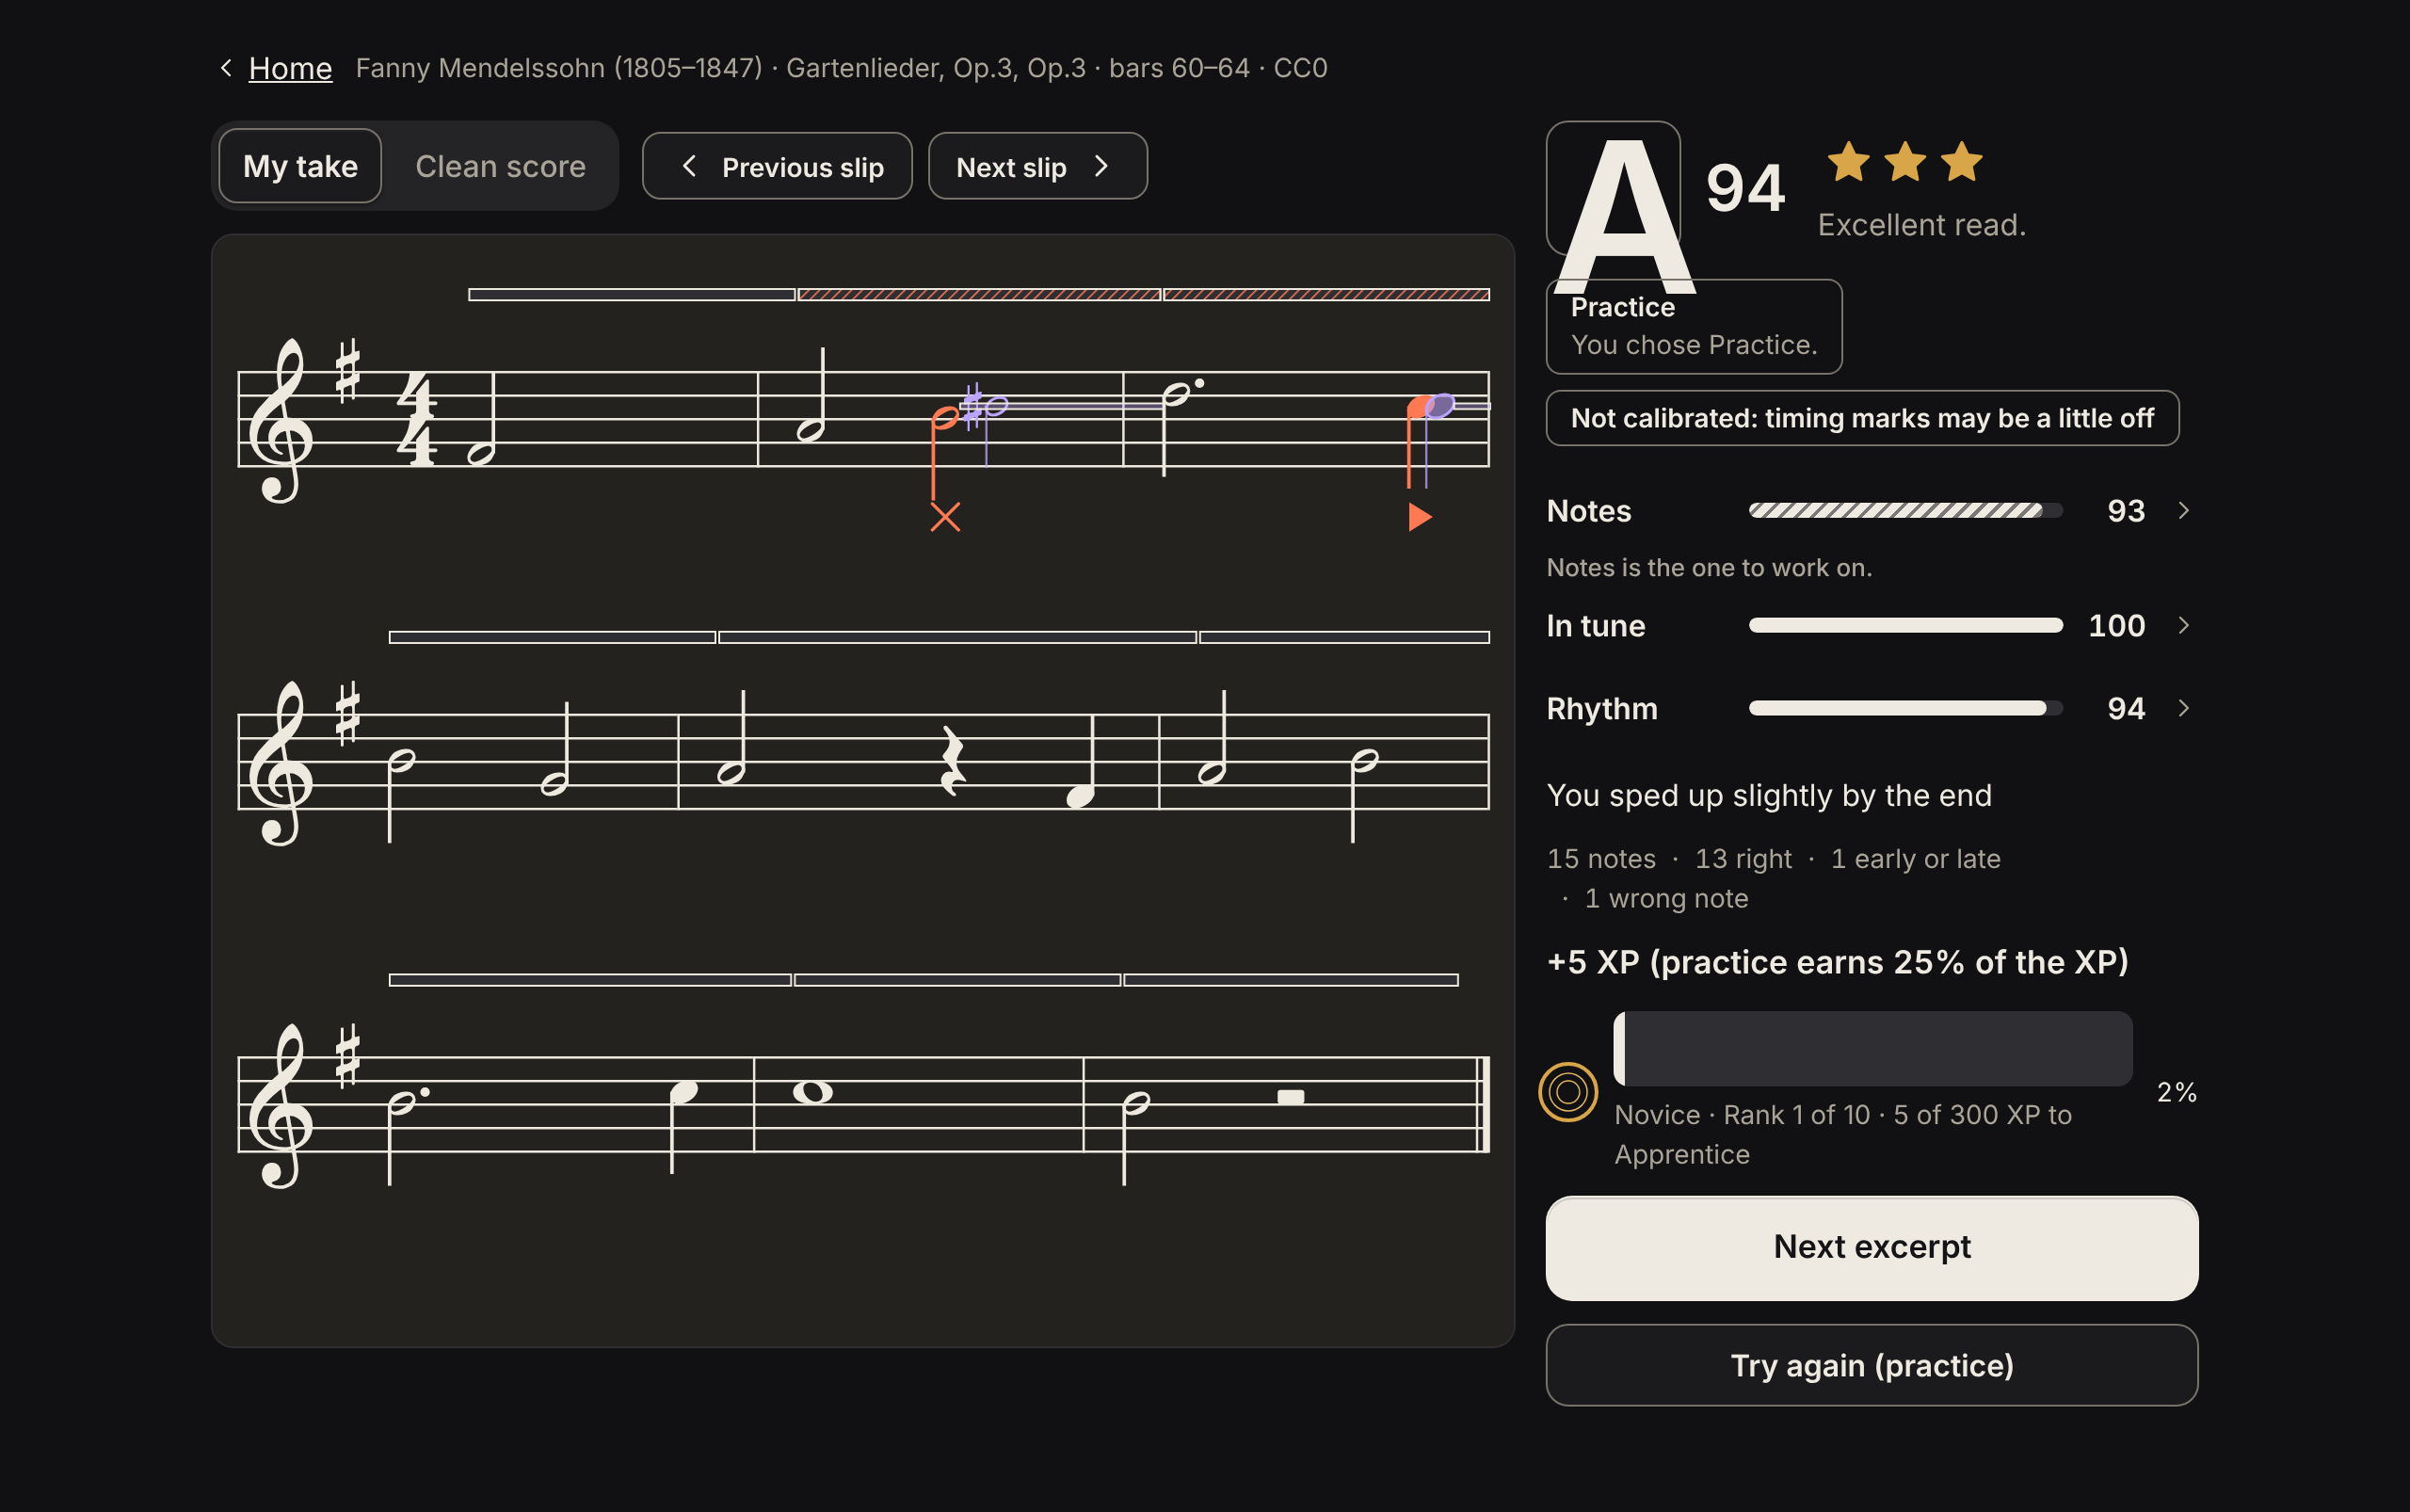 Home Fanny Mendelssohn (1805–1847) · Gartenlieder, Op.3, Op.3 · bars 60–64 · CC0
My take Clean score Previous slip Next slip
A 94
Excellent read.
Practice
You chose Practice.
Not calibrated: timing marks may be a little off
Notes 93
Notes is the one to work on.
In tune 100
Rhythm 94
You sped up slightly by the end
15 notes · 13 right · 1 early or late
· 1 wrong note
+5 XP (practice earns 25% of the XP)
2%
Novice · Rank 1 of 10 · 5 of 300 XP to
Apprentice
Next excerpt
Try again (practice)
4
4